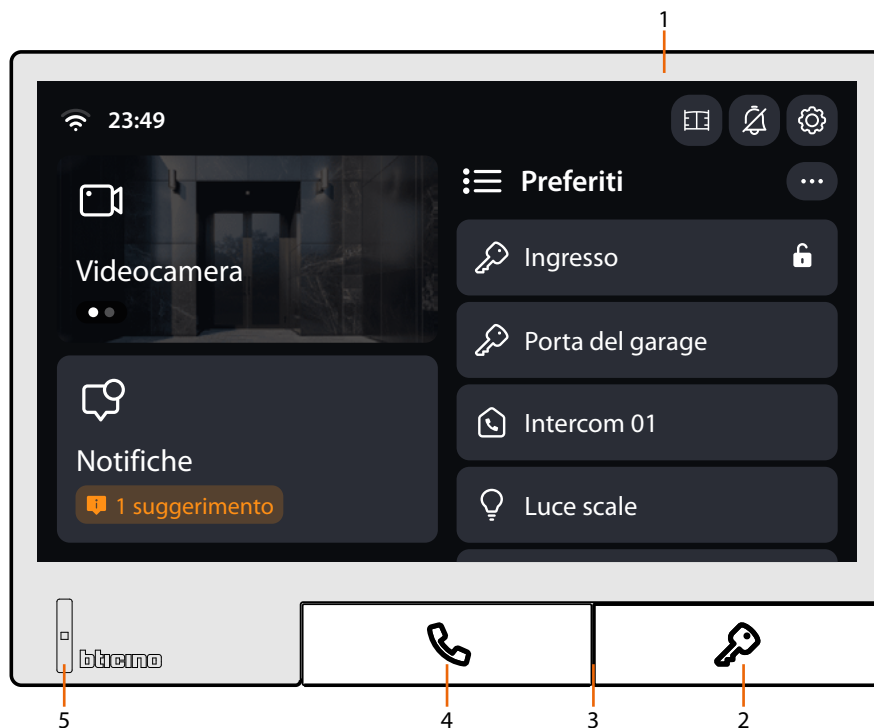 1
23:49
Preferiti
Videocamera
Ingresso
Porta del garage
Intercom 01
Notifiche
1 suggerimento
Luce scale
bticino
5
4
3
2